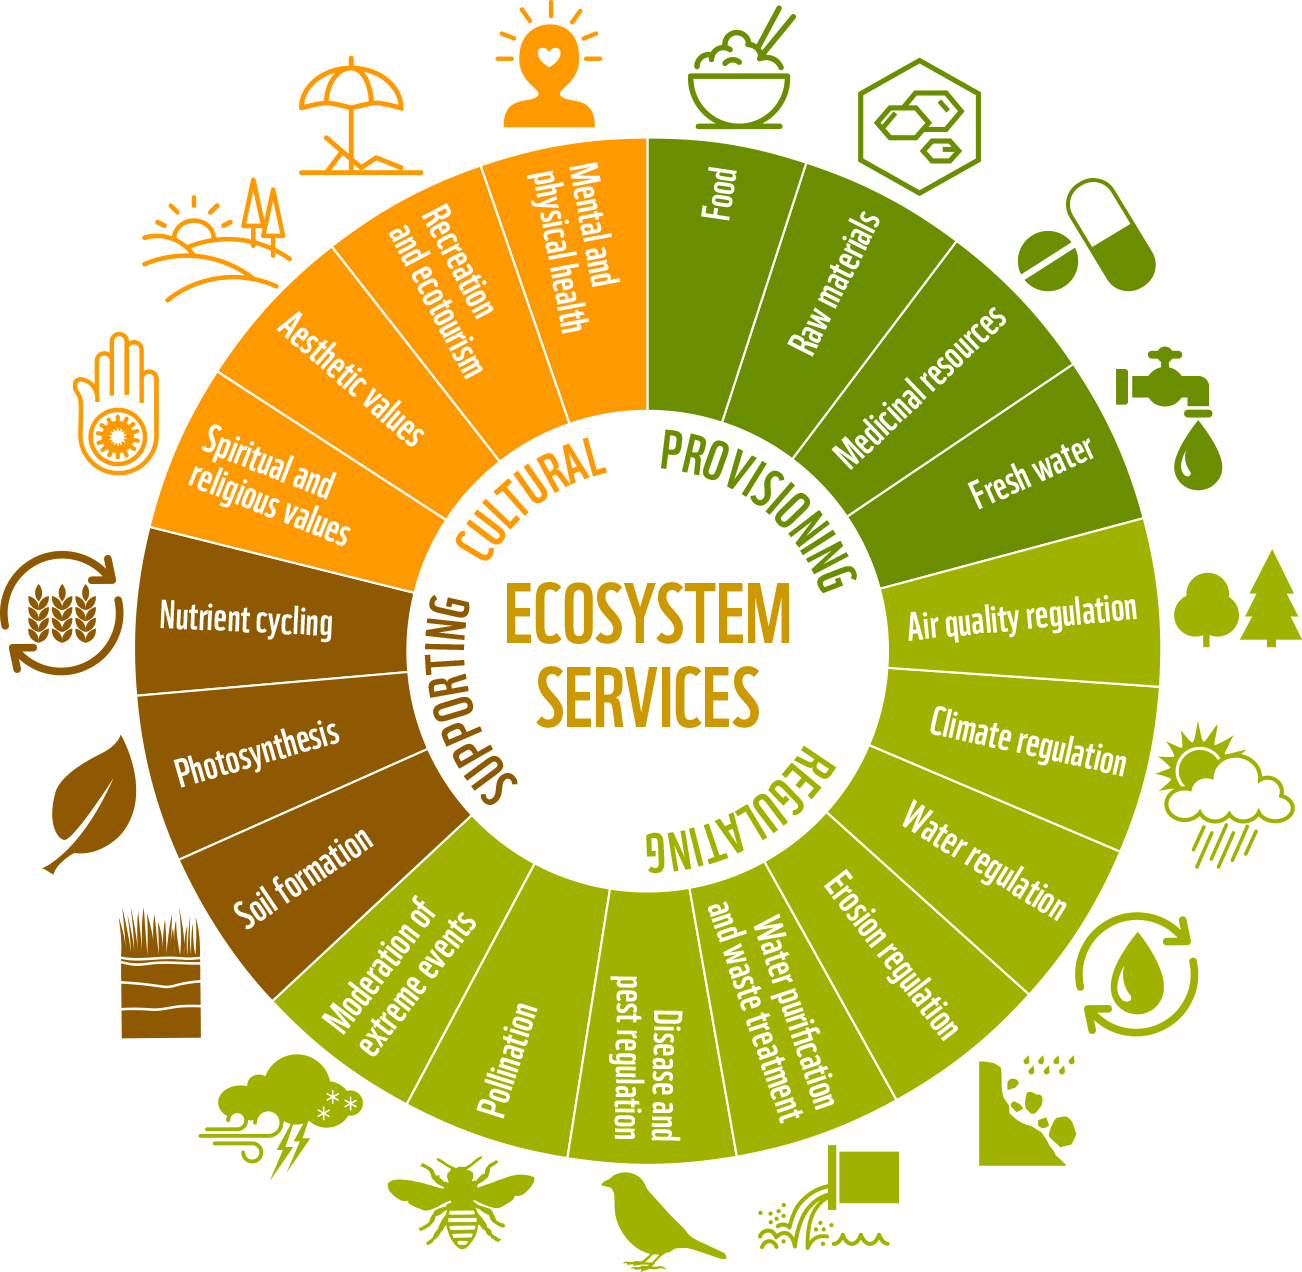 ECOSYSTEM
SERVICES
PROVISIONING
Food
Raw materials
Medicinal resources
Fresh water
REGULATING
Air quality regulation
Climate regulation
Water regulation
Erosion regulation
Water purification
and waste treatment
Disease and
pest regulation
Pollination
Moderation of
extreme events
SUPPORTING
Soil formation
Photosynthesis
Nutrient cycling
CULTURAL
Spiritual and
religious values
Aesthetic values
Recreation
and ecotourism
Mental and
physical health